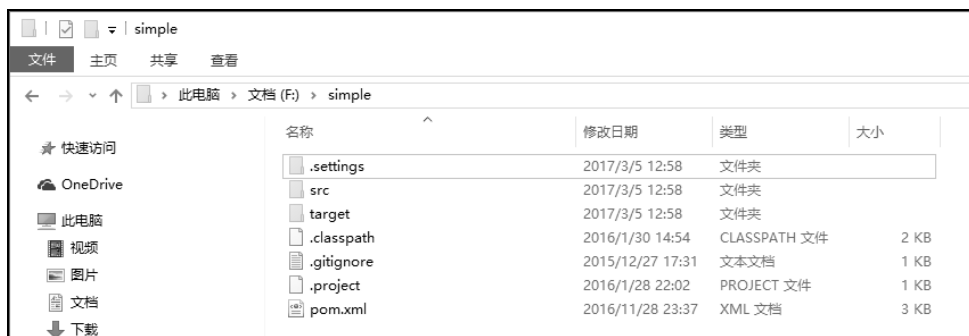 simple
文件 主页 共享 查看
此电脑 文档 (F:) simple
名称 修改日期 类型 大小
快速访问
OneDrive
此电脑
视频
图片
文档
下载
.settings 2017/3/5 12:58 文件夹
src 2017/3/5 12:58 文件夹
target 2017/3/5 12:58 文件夹
.classpath 2016/1/30 14:54 CLASSPATH 文件 2 KB
.gitignore 2015/12/27 17:31 文本文档 1 KB
.project 2016/1/28 22:02 PROJECT 文件 1 KB
pom.xml 2016/11/28 23:37 XML 文档 3 KB